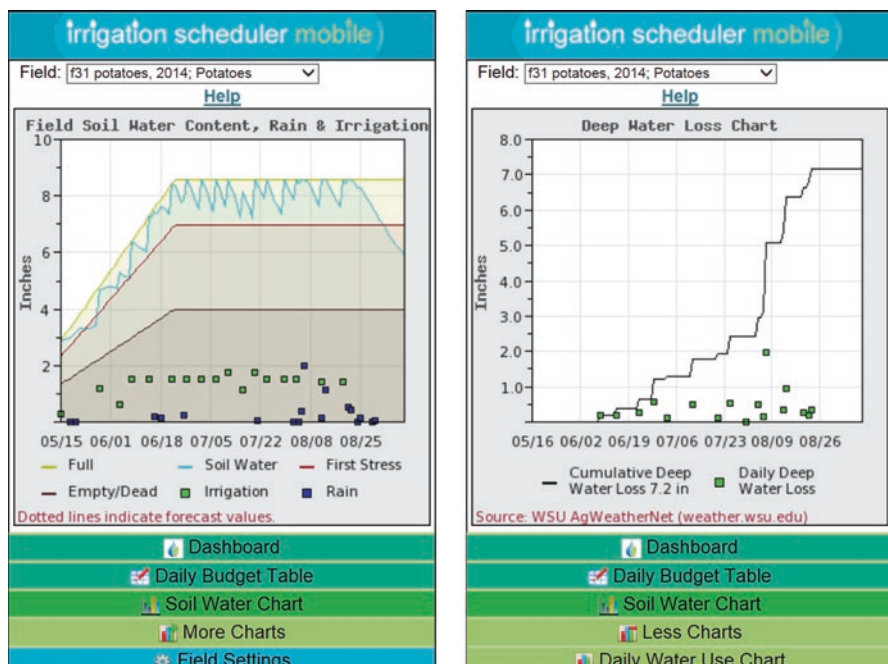 irrigation scheduler mobile)
Field: f31 potatoes, 2014; Potatoes
Help
Field Soil Water Content, Rain & Irrigation
10
8
6
4
2
Inches
05/15 06/01 06/18 07/05 07/22 08/08 08/25
Full Soil Water First Stress
Empty/Dead Irrigation Rain
Dotted lines indicate forecast values.
Dashboard
Daily Budget Table
Soil Water Chart
More Charts
Field Settings
irrigation scheduler mobile)
Field: f31 potatoes, 2014; Potatoes
Help
Deep Water Loss Chart
8.0
7.0
6.0
5.0
4.0
3.0
2.0
1.0
Inches
05/16 06/02 06/19 07/06 07/23 08/09 08/26
Cumulative Deep Daily Deep
Water Loss 7.2 in Water Loss
Source: WSU AgWeatherNet (weather.wsu.edu)
Dashboard
Daily Budget Table
Soil Water Chart
Less Charts
Daily Water Use Chart